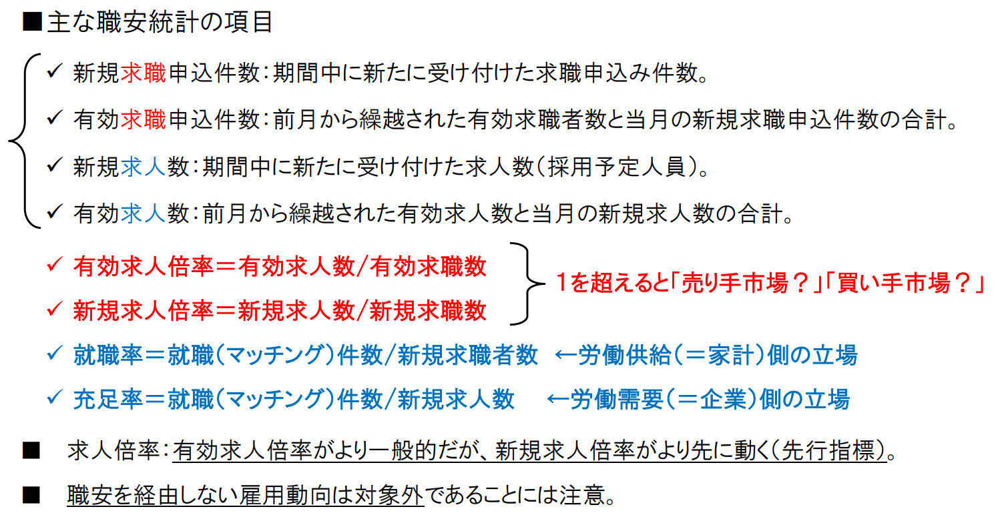 ■主な職安統計の項目
✓ 新規求職申込件数：期間中に新たに受け付けた求職申込み件数。
✓ 有効求職申込件数：前月から繰越された有効求職者数と当月の新規求職申込件数の合計。
✓ 新規求人数：期間中に新たに受け付けた求人数（採用予定人員）。
✓ 有効求人数：前月から繰越された有効求人数と当月の新規求人数の合計。
✓ 有効求人倍率＝有効求人数/有効求職数
✓ 新規求人倍率＝新規求人数/新規求職数
１を超えると「売り手市場？」「買い手市場？」
✓ 就職率＝就職（マッチング）件数/新規求職者数 ←労働供給（＝家計）側の立場
✓ 充足率＝就職（マッチング）件数/新規求人数 ←労働需要（＝企業）側の立場
■ 求人倍率：有効求人倍率がより一般的だが、新規求人倍率がより先に動く（先行指標）。
■ 職安を経由しない雇用動向は対象外であることには注意。